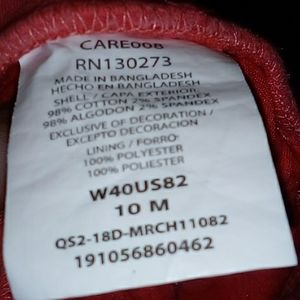 CARE008
RN130273
MADE IN BANGLADESH
HECHO EN BANGLADESH
SHELL / CAPA EXTERIOR
98% COTTON 2% SPANDEX
98% ALGODON 2% SPANDEX
EXCLUSIVE OF DECORATION /
EXCEPTO DECORACION
LINING / FORRO
100% POLYESTER
100% POLIESTER
W40US82
10 M
QS2-18D-MRCH11082
191056860462